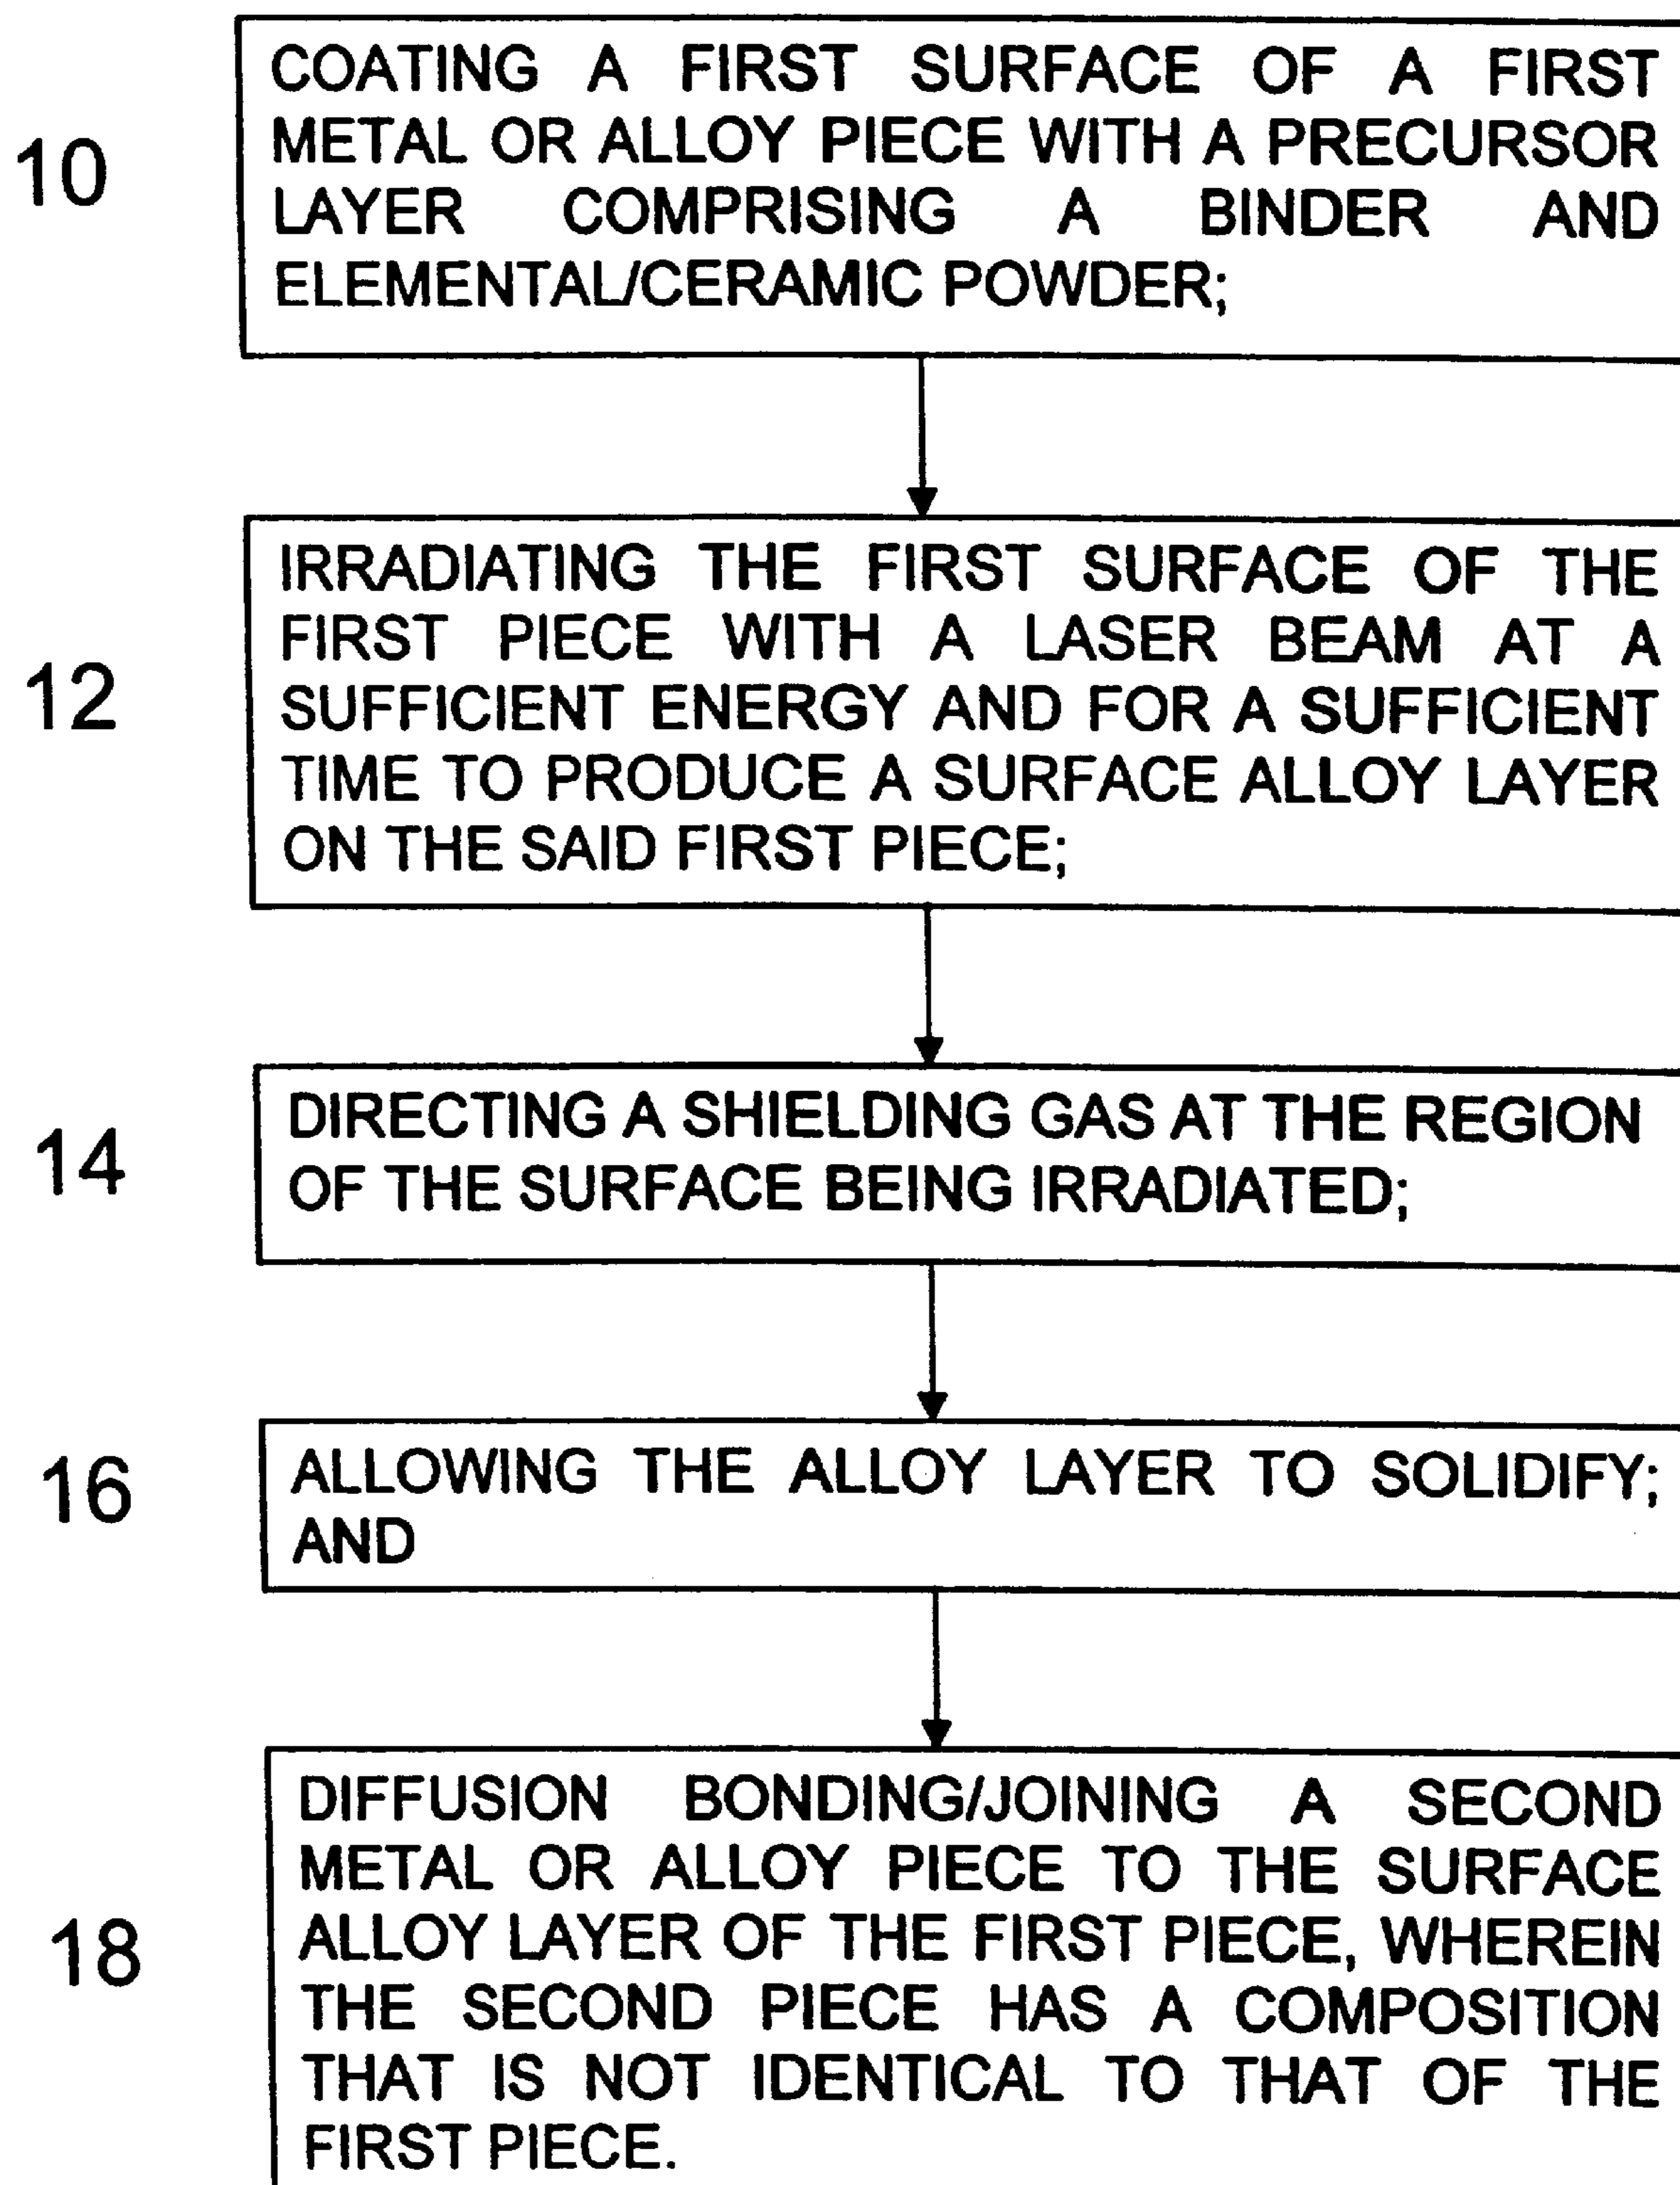 10
COATING A FIRST SURFACE OF A FIRST
METAL OR ALLOY PIECE WITH A PRECURSOR
LAYER COMPRISING A BINDER AND
ELEMENTAL/CERAMIC POWDER;
12
IRRADIATING THE FIRST SURFACE OF THE
FIRST PIECE WITH A LASER BEAM AT A
SUFFICIENT ENERGY AND FOR A SUFFICIENT
TIME TO PRODUCE A SURFACE ALLOY LAYER
ON THE SAID FIRST PIECE;
14
DIRECTING A SHIELDING GAS AT THE REGION
OF THE SURFACE BEING IRRADIATED;
16
ALLOWING THE ALLOY LAYER TO SOLIDIFY;
AND
18
DIFFUSION BONDING/JOINING A SECOND
METAL OR ALLOY PIECE TO THE SURFACE
ALLOY LAYER OF THE FIRST PIECE, WHEREIN
THE SECOND PIECE HAS A COMPOSITION
THAT IS NOT IDENTICAL TO THAT OF THE
FIRST PIECE.